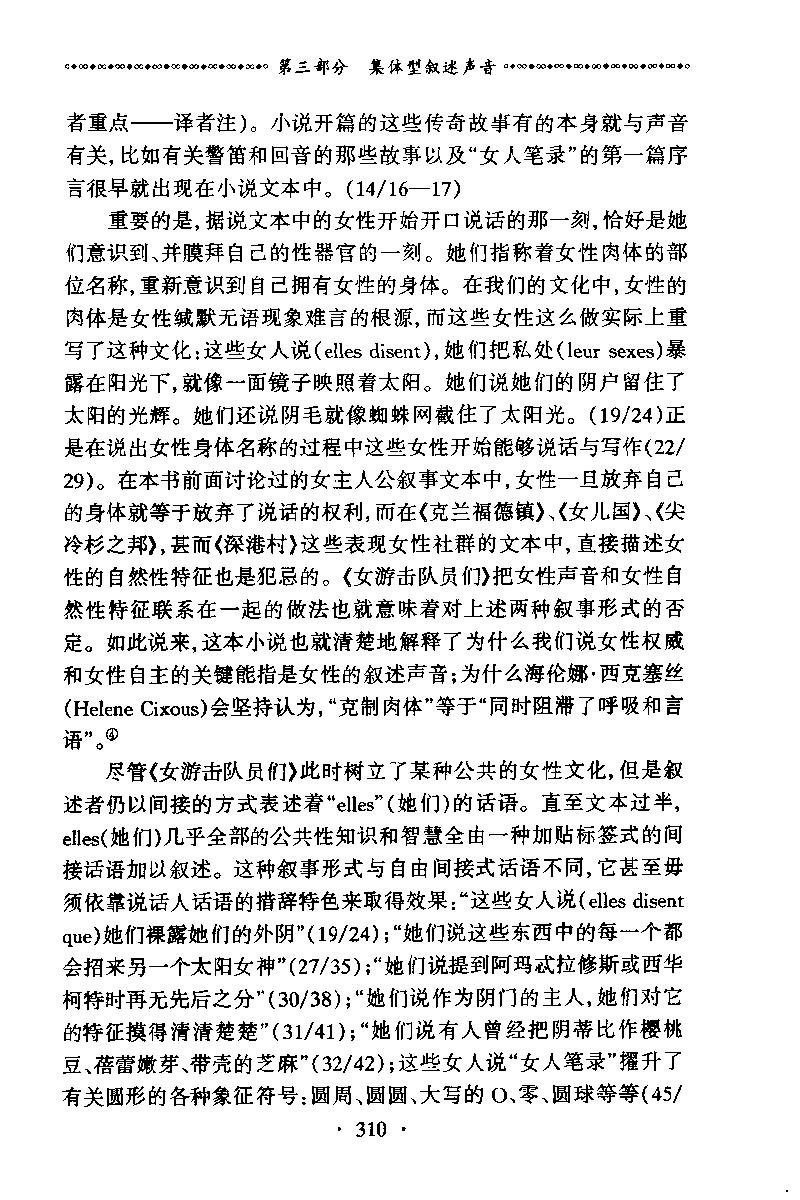 第三部分 集体型叙述声音
者重点——译者注)。小说开篇的这些传奇故事有的本身就与声音
有关,比如有关警笛和回音的那些故事以及“女人笔录”的第一篇序
言很早就出现在小说文本中。(14/16—17)
重要的是,据说文本中的女性开始开口说话的那一刻,恰好是她
们意识到、并膜拜自己的性器官的一刻。她们指称着女性肉体的部
位名称,重新意识到自己拥有女性的身体。在我们的文化中,女性的
肉体是女性缄默无语现象难言的根源,而这些女性这么做实际上重
写了这种文化:这些女人说(elles disent),她们把私处(leur sexes)暴
露在阳光下,就像一面镜子映照着太阳。她们说她们的阴户留住了
太阳的光辉。她们还说阴毛就像蜘蛛网截住了太阳光。(19/24)正
是在说出女性身体名称的过程中这些女性开始能够说话与写作(22/
29)。在本书前面讨论过的女主人公叙事文本中,女性一旦放弃自己
的身体就等于放弃了说话的权利,而在《克兰福德镇》、《女儿国》、《尖
冷杉之邦》,甚而《深港村》这些表现女性社群的文本中,直接描述女
性的自然性特征也是犯忌的。《女游击队员们》把女性声音和女性自
然性特征联系在一起的做法也就意味着对上述两种叙事形式的否
定。如此说来,这本小说也就清楚地解释了为什么我们说女性权威
和女性自主的关键能指是女性的叙述声音;为什么海伦娜·西克塞丝
(Helene Cixous)会坚持认为,“克制肉体”等于“同时阻滞了呼吸和言
语”。④
尽管《女游击队员们》此时树立了某种公共的女性文化,但是叙
述者仍以间接的方式表述着“elles”(她们)的话语。直至文本过半,
elles(她们)几乎全部的公共性知识和智慧全由一种加贴标签式的间
接话语加以叙述。这种叙事形式与自由间接式话语不同,它甚至毋
须依靠说话人话语的措辞特色来取得效果:“这些女人说(elles disent
que)她们裸露她们的外阴”(19/24);“她们说这些东西中的每一个都
会招来另一个太阳女神”(27/35);“她们说提到阿玛忒拉修斯或西华
柯特时再无先后之分”(30/38);“她们说作为阴门的主人,她们对它
的特征摸得清清楚楚”(31/41);“她们说有人曾经把阴蒂比作樱桃
豆、蓓蕾嫩芽、带壳的芝麻”(32/42);这些女人说“女人笔录”擢升了
有关圆形的各种象征符号:圆周、圆圆、大写的 O、零、圆球等等(45/
· 310 ·